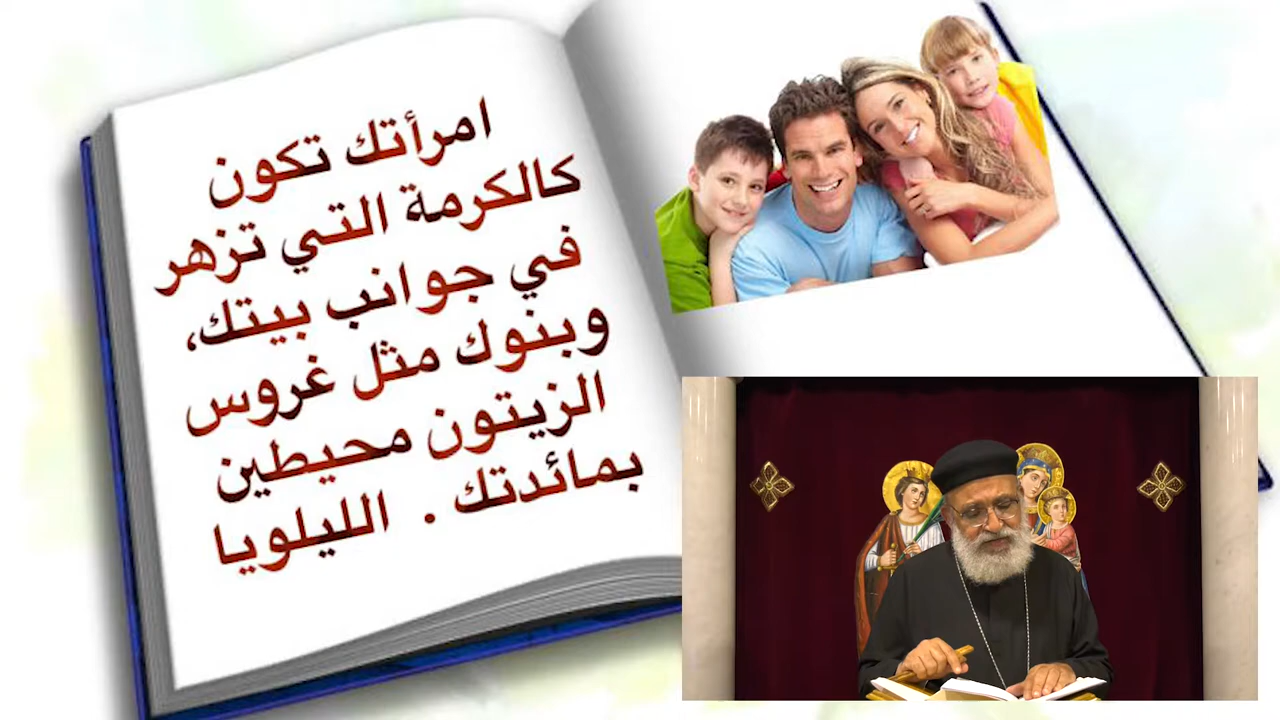 امرأتك تكون
كالكرمة التي تزهر
في جوانب بيتك،
وبنوك مثل غروس
الزيتون محيطين
بمائدتك . الليلويا